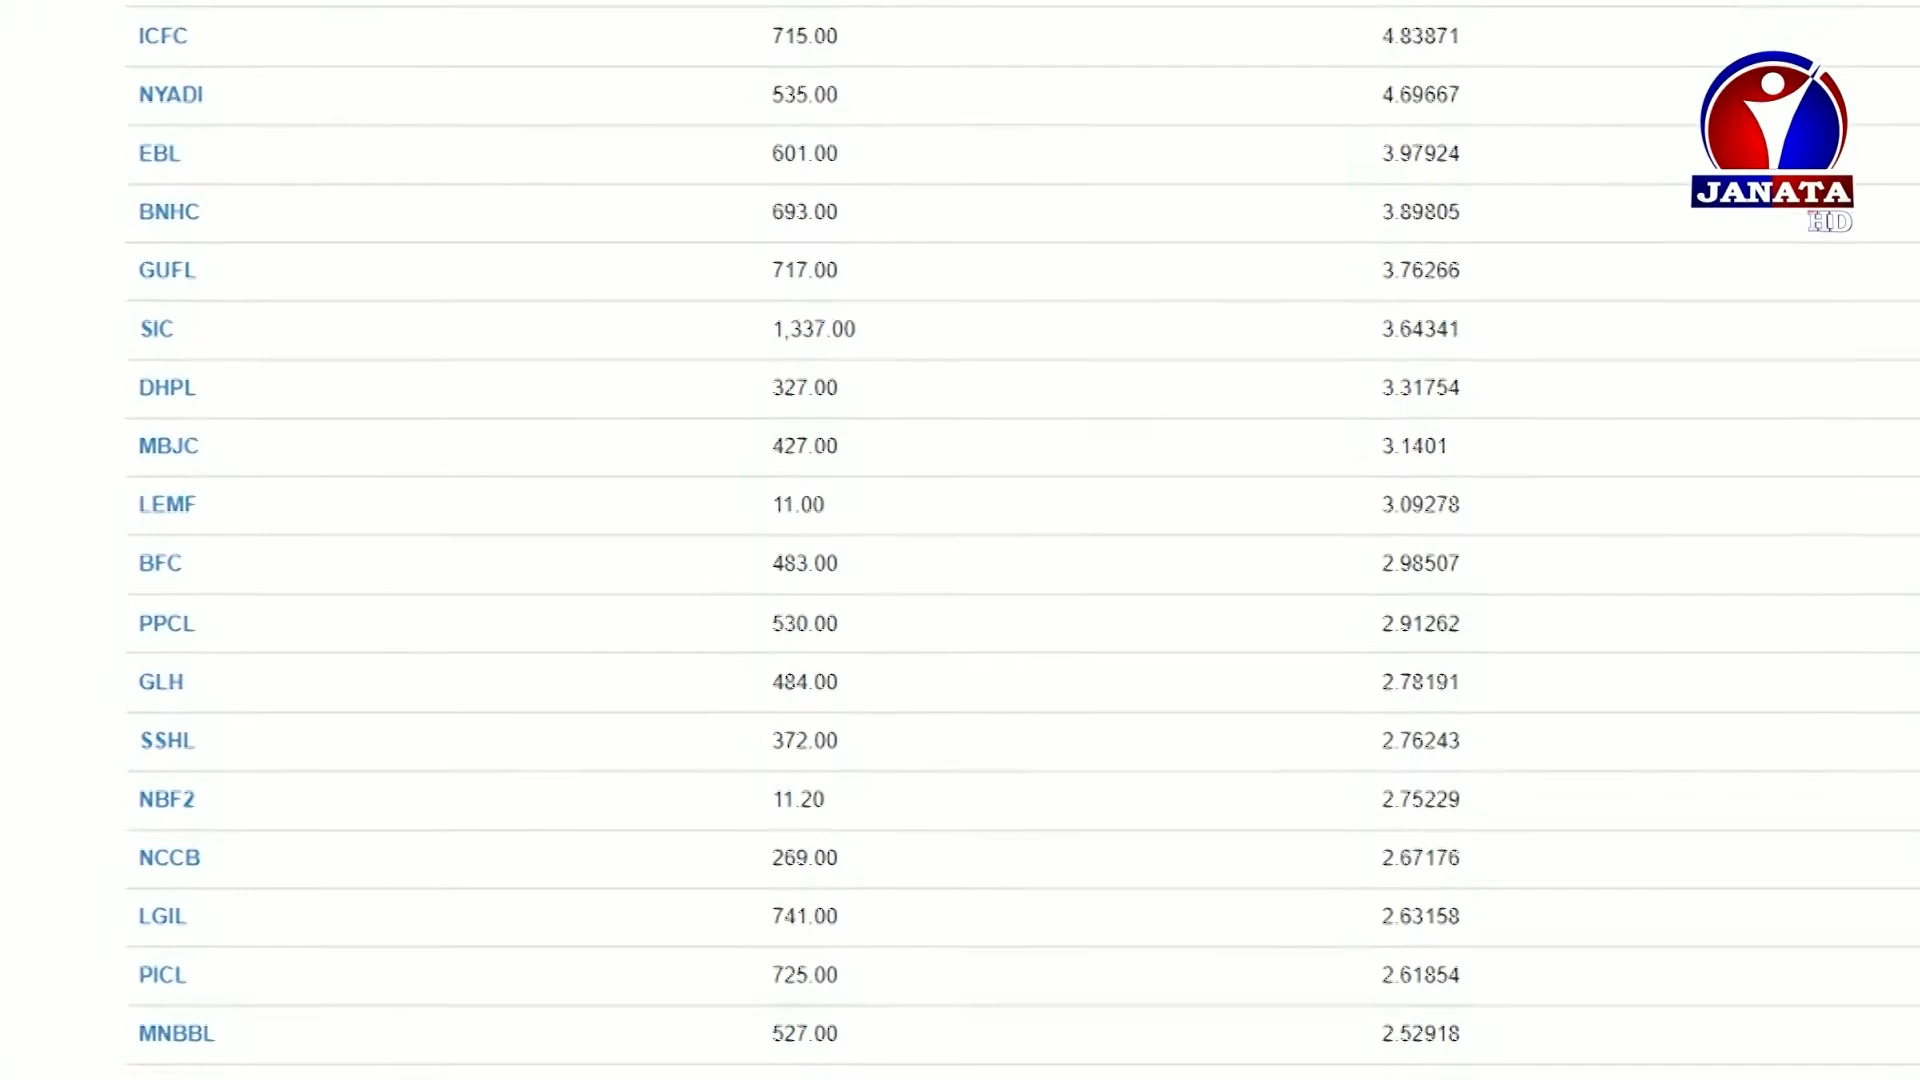 ICFC 715.00 4.83871
NYADI 535.00 4.69667
EBL 601.00 3.97924
BNHC 693.00 3.89805
GUFL 717.00 3.76266
SIC 1,337.00 3.64341
DHPL 327.00 3.31754
MBJC 427.00 3.1401
LEMF 11.00 3.09278
BFC 483.00 2.98507
PPCL 530.00 2.91262
GLH 484.00 2.78191
SSHL 372.00 2.76243
NBF2 11.20 2.75229
NCCB 269.00 2.67176
LGIL 741.00 2.63158
PICL 725.00 2.61854
MNBBL 527.00 2.52918
JANATA
HD